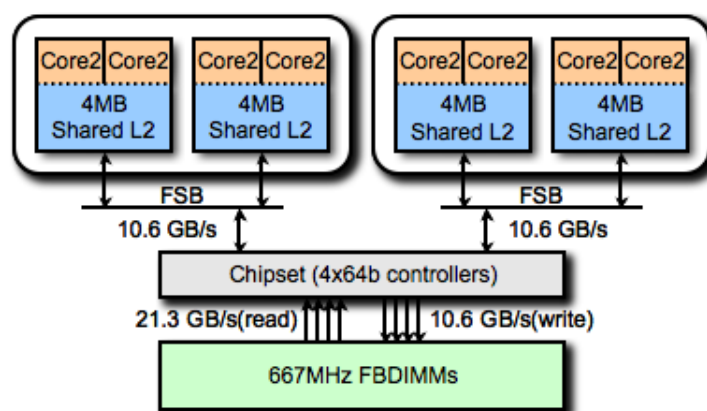 Core2 Core2 Core2 Core2 Core2 Core2 Core2 Core2
4MB 4MB 4MB 4MB
Shared L2 Shared L2 Shared L2 Shared L2
FSB FSB
10.6 GB/s 10.6 GB/s
Chipset (4x64b controllers)
21.3 GB/s(read) 10.6 GB/s(write)
667MHz FBDIMMs